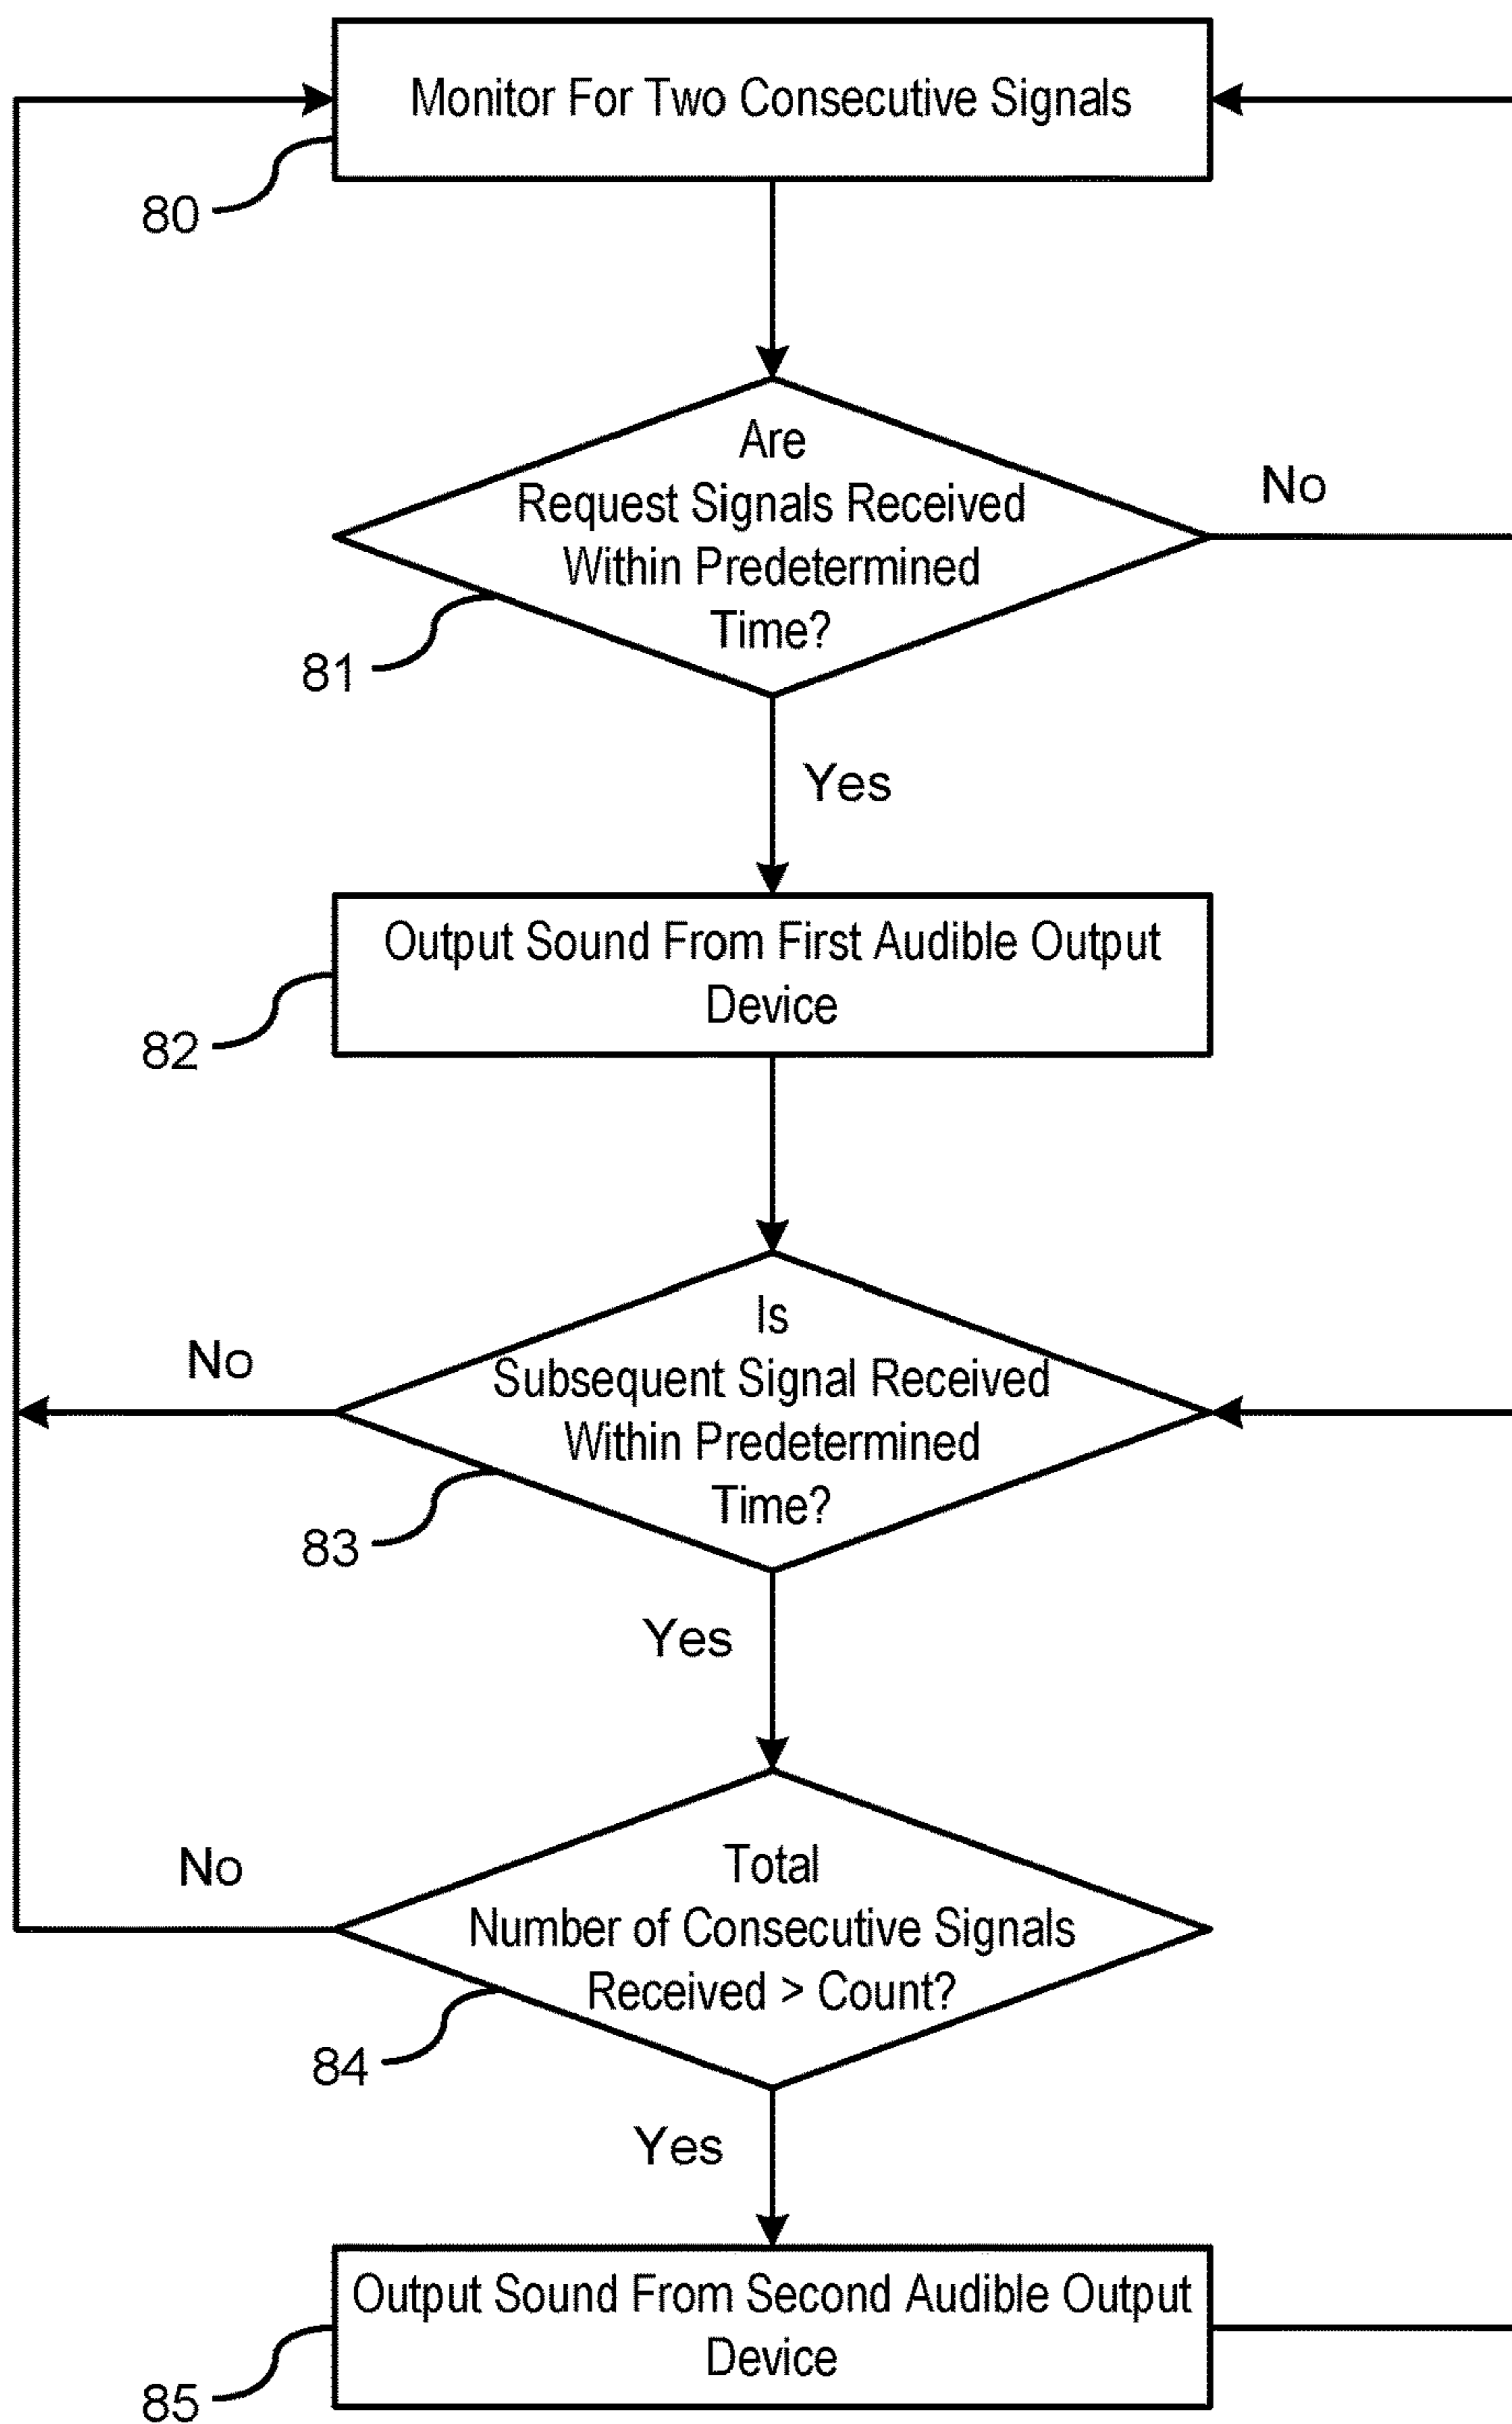 Monitor For Two Consecutive Signals
80
Are
Request Signals Received
Within Predetermined
Time?
No
81
Yes
Output Sound From First Audible Output
Device
82
Is
Subsequent Signal Received
Within Predetermined
Time?
No
83
Yes
Total
Number of Consecutive Signals
Received > Count?
No
84
Yes
Output Sound From Second Audible Output
Device
85